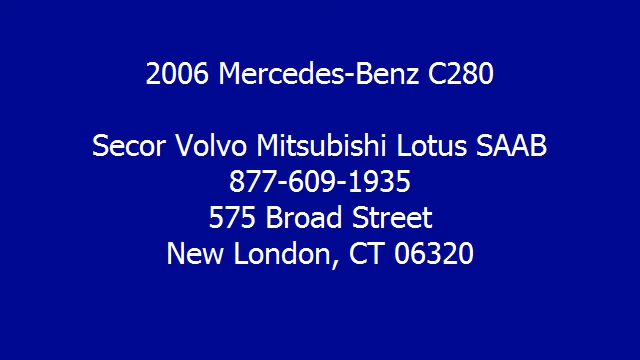 2006 Mercedes-Benz C280
Secor Volvo Mitsubishi Lotus SAAB
877-609-1935
575 Broad Street
New London, CT 06320